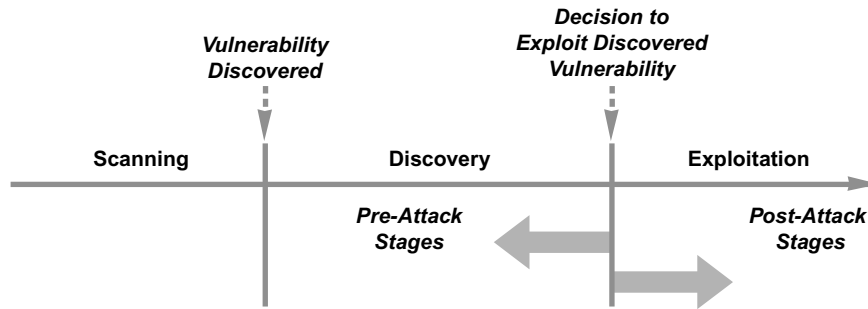 Vulnerability
Discovered
Decision to
Exploit Discovered
Vulnerability
Scanning
Discovery
Exploitation
Pre-Attack
Stages
Post-Attack
Stages